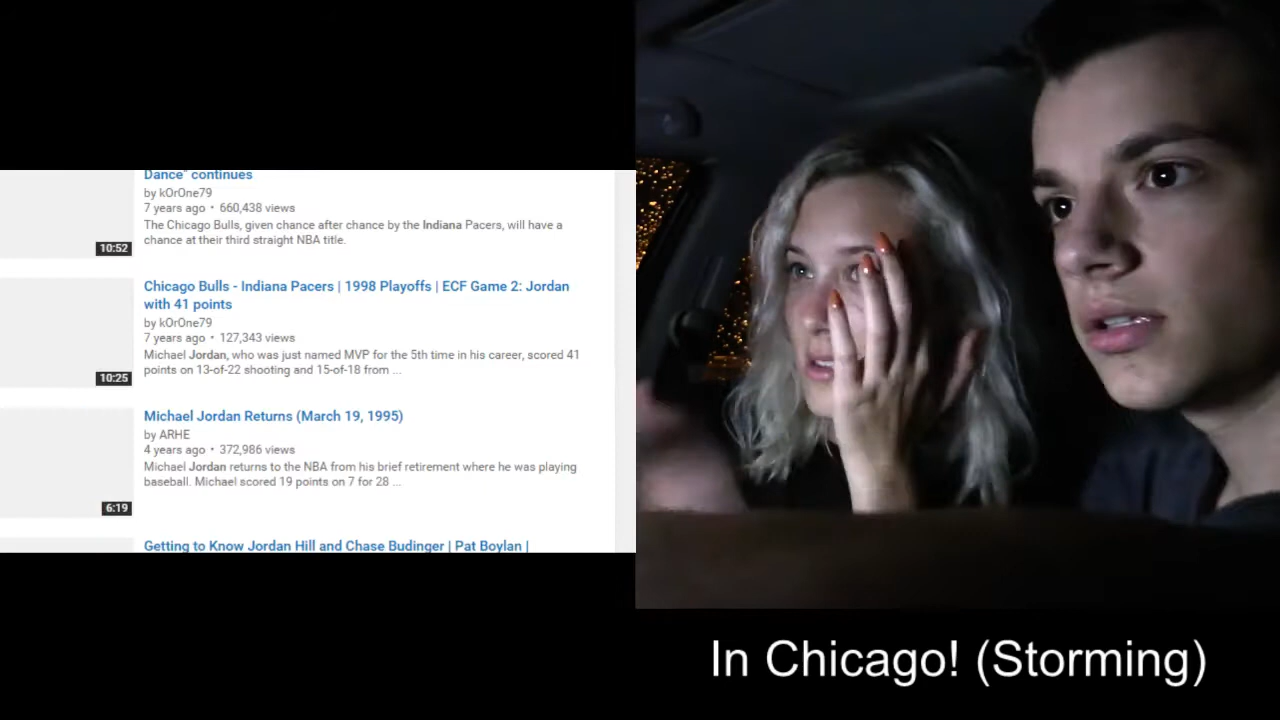 Dance" continues
by kOrOne79
7 years ago • 660,438 views
The Chicago Bulls, given chance after chance by the Indiana Pacers, will have a
chance at their third straight NBA title.
10:52
Chicago Bulls - Indiana Pacers | 1998 Playoffs | ECF Game 2: Jordan
with 41 points
by kOrOne79
7 years ago • 127,343 views
Michael Jordan, who was just named MVP for the 5th time in his career, scored 41
points on 13-of-22 shooting and 15-of-18 from ...
10:25
Michael Jordan Returns (March 19, 1995)
by ARHE
4 years ago • 372,986 views
Michael Jordan returns to the NBA from his brief retirement where he was playing
baseball. Michael scored 19 points on 7 for 28 ...
6:19
Getting to Know Jordan Hill and Chase Budinger | Pat Boylan |
In Chicago! (Storming)